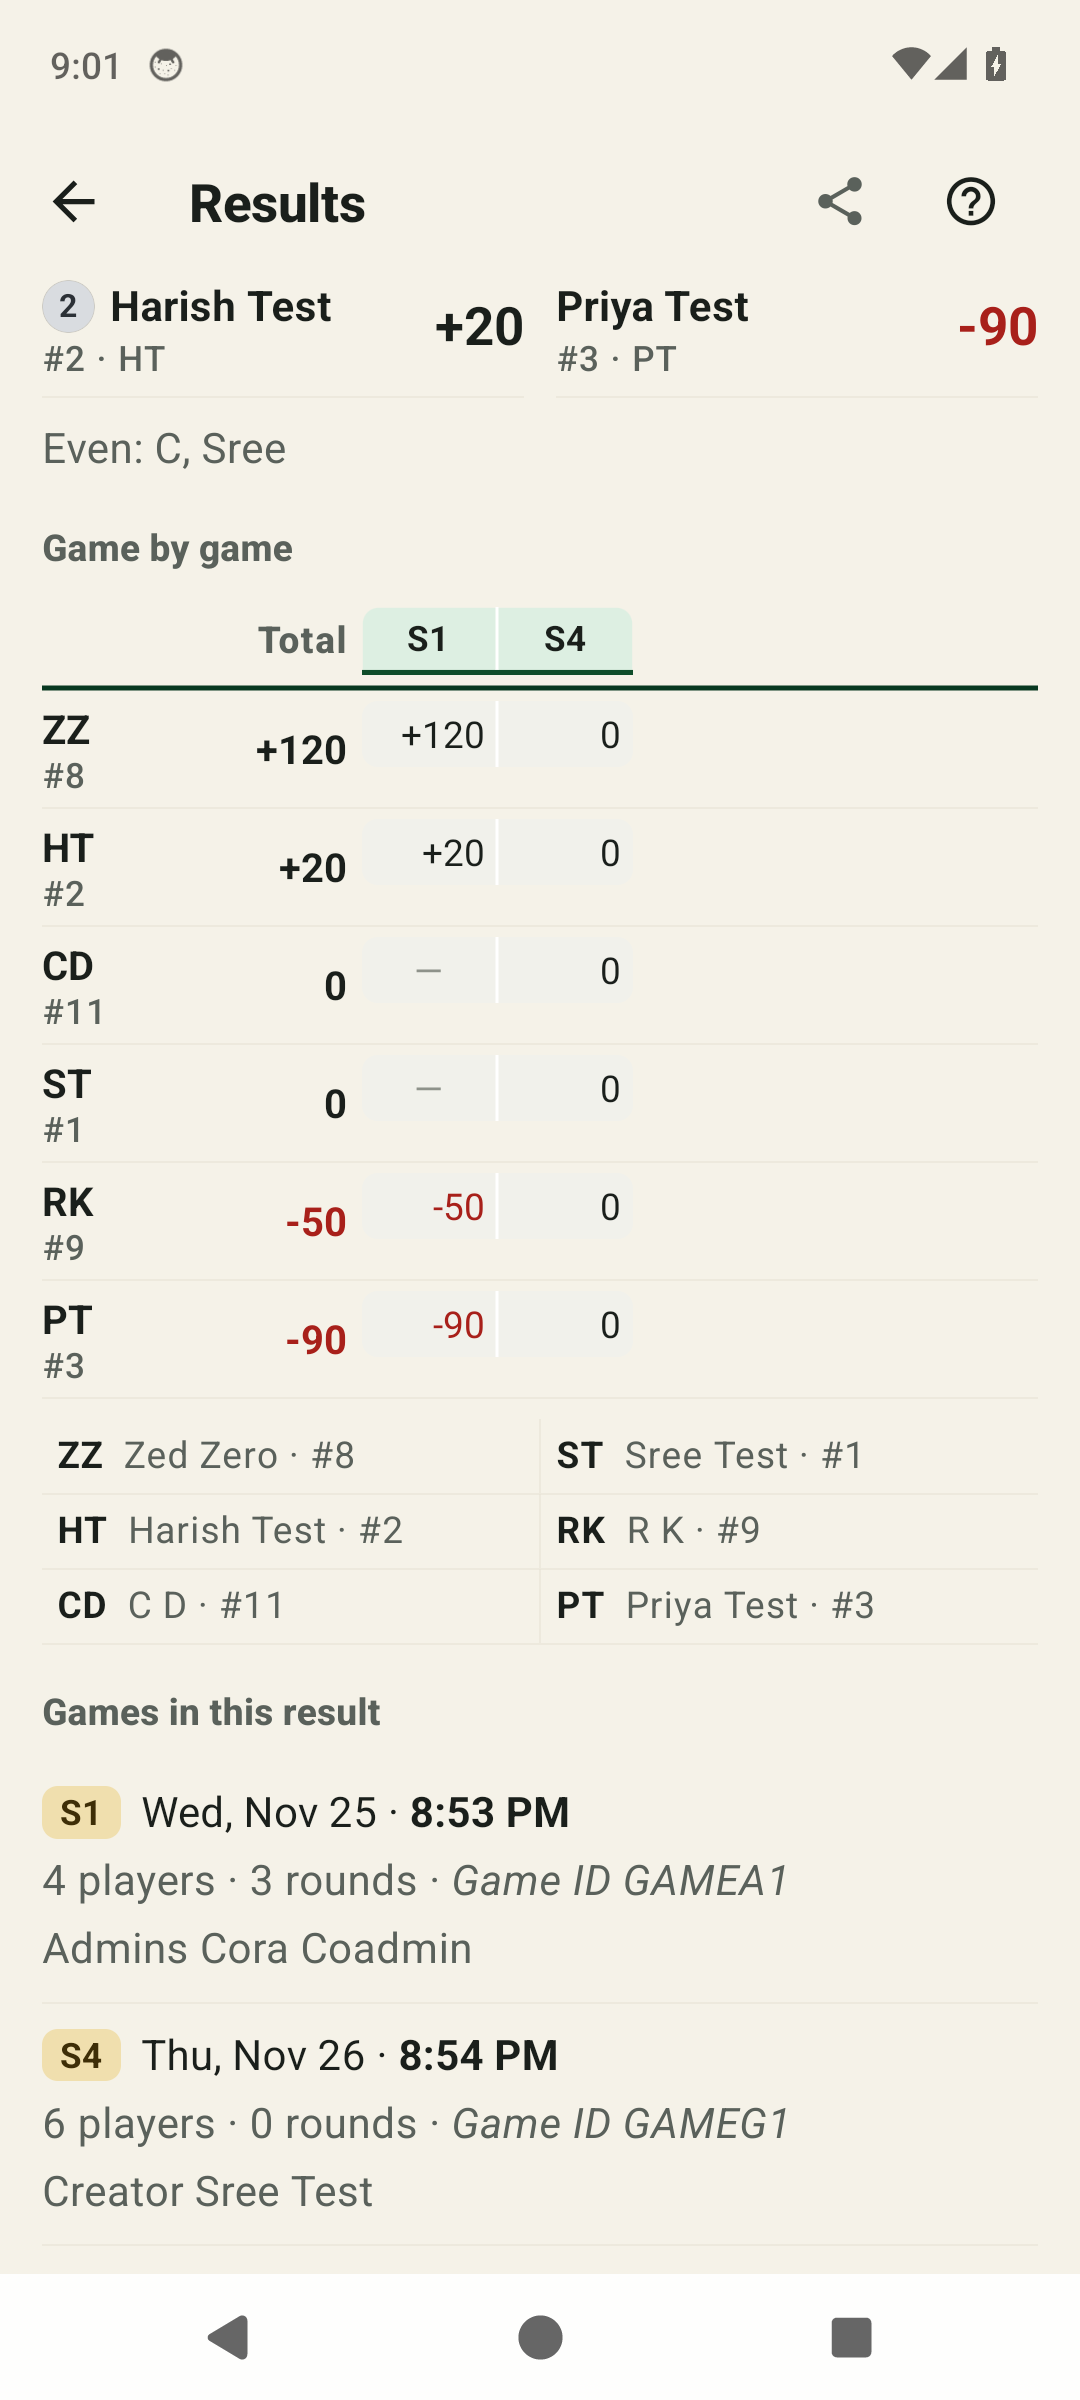 9:01
Results
2 Harish Test +20 Priya Test -90
#2 · HT #3 · PT
Even: C, Sree
Game by game
Total S1 S4
ZZ +120 +120 0
#8
HT +20 +20 0
#2
CD 0 — 0
#11
ST 0 — 0
#1
RK -50 -50 0
#9
PT -90 -90 0
#3
ZZ Zed Zero · #8 ST Sree Test · #1
HT Harish Test · #2 RK R K · #9
CD C D · #11 PT Priya Test · #3
Games in this result
S1 Wed, Nov 25 · 8:53 PM
4 players · 3 rounds · Game ID GAMEA1
Admins Cora Coadmin
S4 Thu, Nov 26 · 8:54 PM
6 players · 0 rounds · Game ID GAMEG1
Creator Sree Test